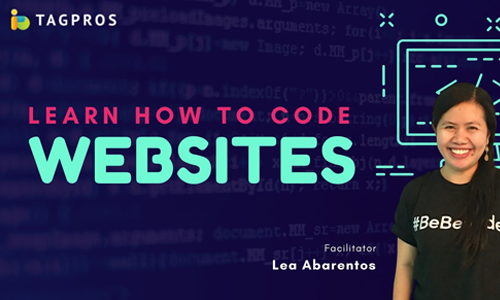 TAGPROS
LEARN HOW TO CODE
WEBSITES
Facilitator
Lea Abarentos